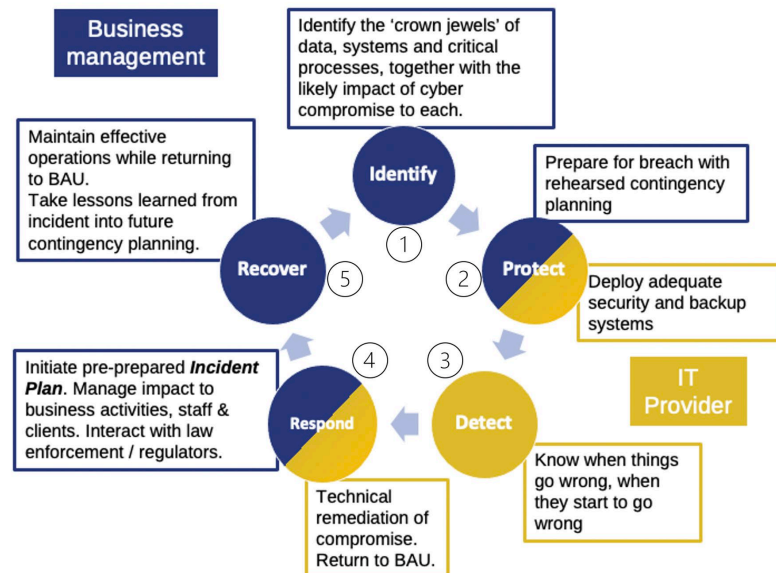 Business
management
Identify the ‘crown jewels’ of
data, systems and critical
processes, together with the
likely impact of cyber
compromise to each.
Maintain effective
operations while returning
to BAU.
Take lessons learned from
incident into future
contingency planning.
Identify
Prepare for breach with
rehearsed contingency
planning
1
Recover
5
2
Protect
Deploy adequate
security and backup
systems
Initiate pre-prepared Incident
Plan. Manage impact to
business activities, staff &
clients. Interact with law
enforcement / regulators.
4
3
Respond
Detect
IT
Provider
Know when things
go wrong, when
they start to go
wrong
Technical
remediation of
compromise.
Return to BAU.